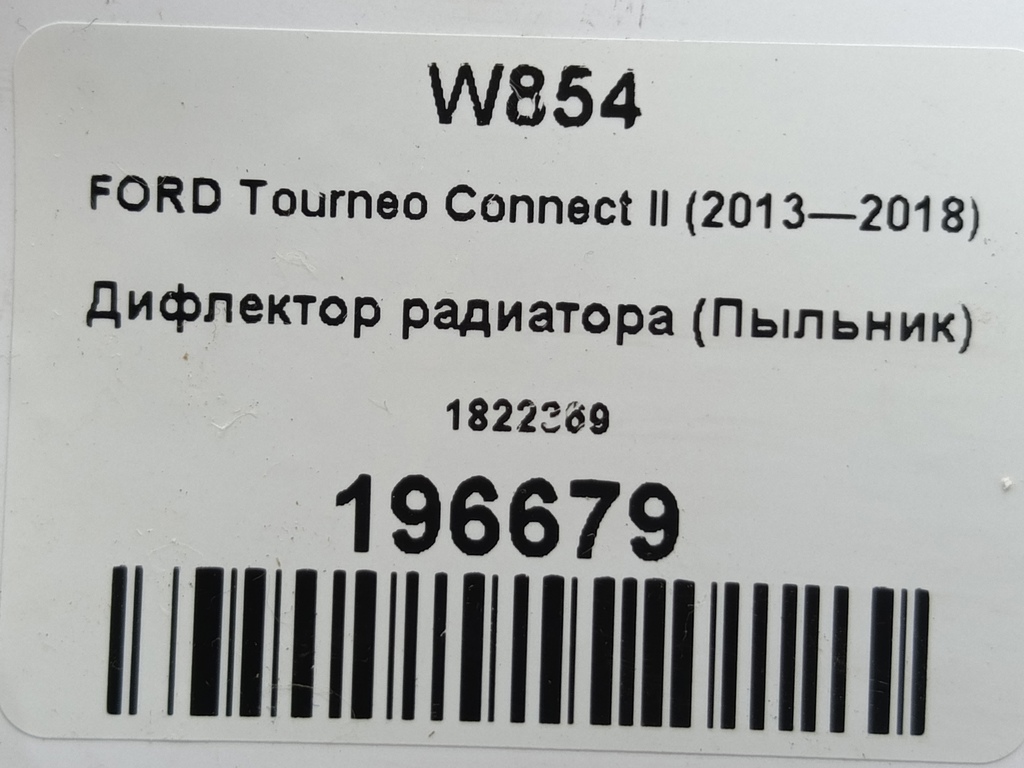 W854
FORD Tourneo Connect II (2013—2018)
Дифлектор радиатора (Пыльник)
1822369
196679